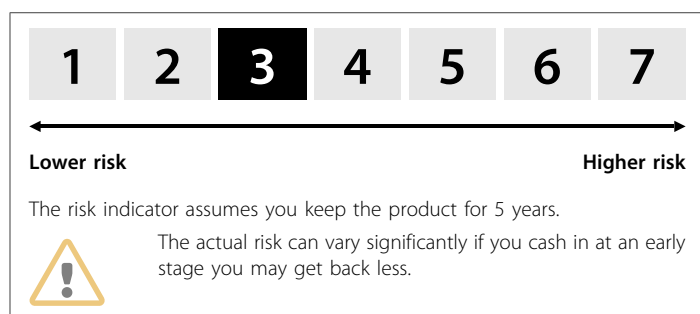 1 2 3 4 5 6 7
Lower risk Higher risk
The risk indicator assumes you keep the product for 5 years.
The actual risk can vary significantly if you cash in at an early
stage you may get back less.